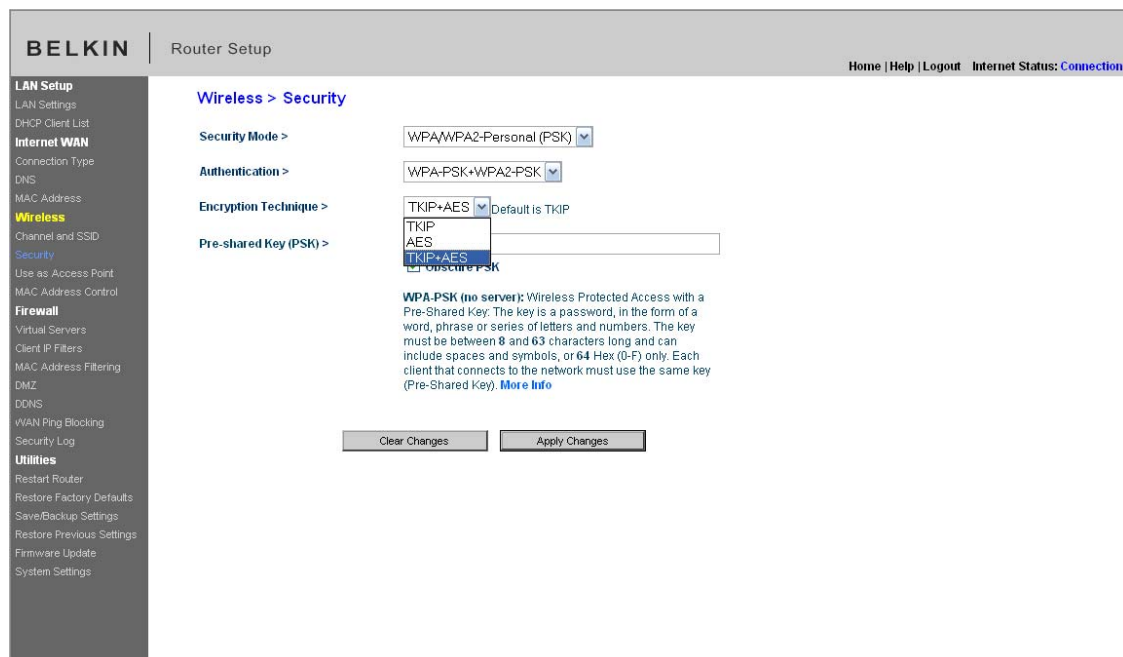 BELKIN
Router Setup
Home | Help | Logout Internet Status: Connection
LAN Setup
LAN Settings
DHCP Client List
Internet WAN
Connection Type
DNS
MAC Address
Wireless
Channel and SSID
Security
Use as Access Point
MAC Address Control
Firewall
Virtual Servers
Client IP Filters
MAC Address Filtering
DMZ
DDNS
WAN Ping Blocking
Security Log
Utilities
Restart Router
Restore Factory Defaults
Save/Backup Settings
Restore Previous Settings
Firmware Update
System Settings
Wireless > Security
Security Mode > WPA/WPA2-Personal (PSK)
Authentication > WPA-PSK+WPA2-PSK
Encryption Technique > TKIP+AES Default is TKIP
TKIP
AES
TKIP+AES
Pre-shared Key (PSK) >
Obscure PSK
WPA-PSK (no server): Wireless Protected Access with a
Pre-Shared Key: The key is a password, in the form of a
word, phrase or series of letters and numbers. The key
must be between 8 and 63 characters long and can
include spaces and symbols, or 64 Hex (0-F) only. Each
client that connects to the network must use the same key
(Pre-Shared Key). More Info
Clear Changes
Apply Changes